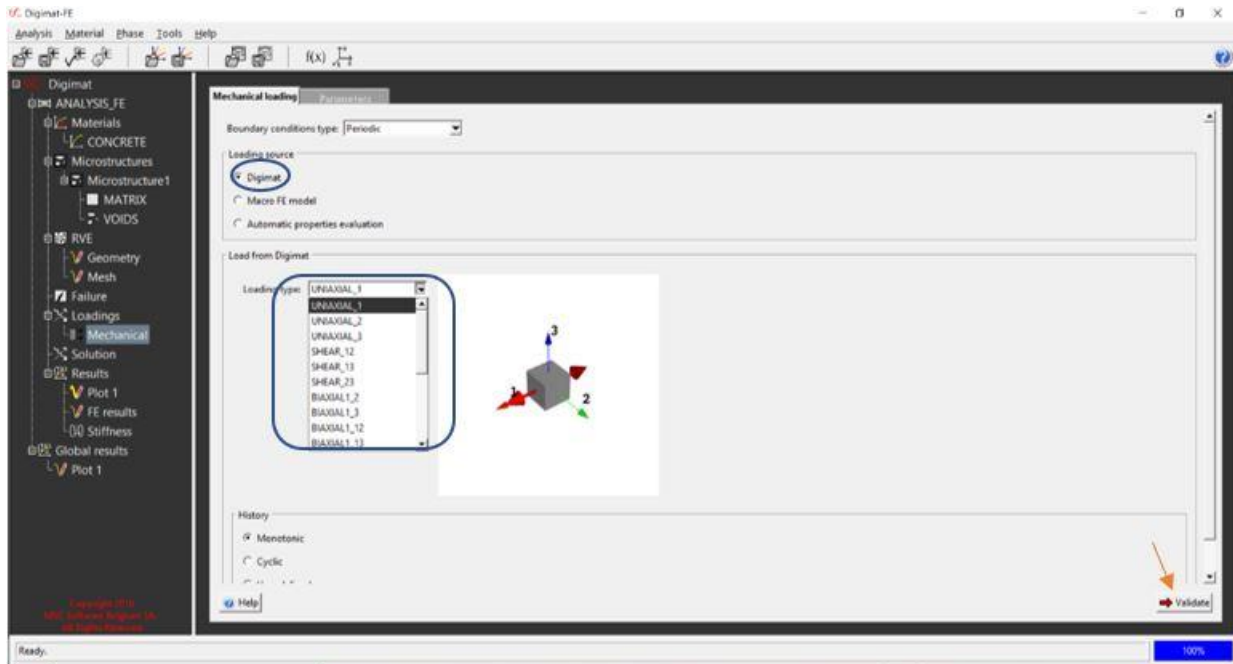 Digimat-FE
Analysis Material Phase Tools Help
f(x)
Digimat
ANALYSIS_FE
Materials
CONCRETE
Microstructures
Microstructure1
MATRIX
VOIDS
RVE
Geometry
Mesh
Failure
Loadings
Mechanical
Solution
Results
Plot 1
FE results
Stiffness
Global results
Plot 1
Mechanical loading Parameters
Boundary conditions type: Periodic
Loading source
Digimat
Macro FE model
Automatic properties evaluation
Load from Digimat
Loading type: UNIAXIAL_1
UNIAXIAL_1
UNIAXIAL_2
UNIAXIAL_3
SHEAR_12
SHEAR_13
SHEAR_23
BIAXIAL1_2
BIAXIAL1_3
BIAXIAL1_12
BIAXIAL1_13
3
1
2
History
Monotonic
Cyclic
Help
Validate
Ready.
100%